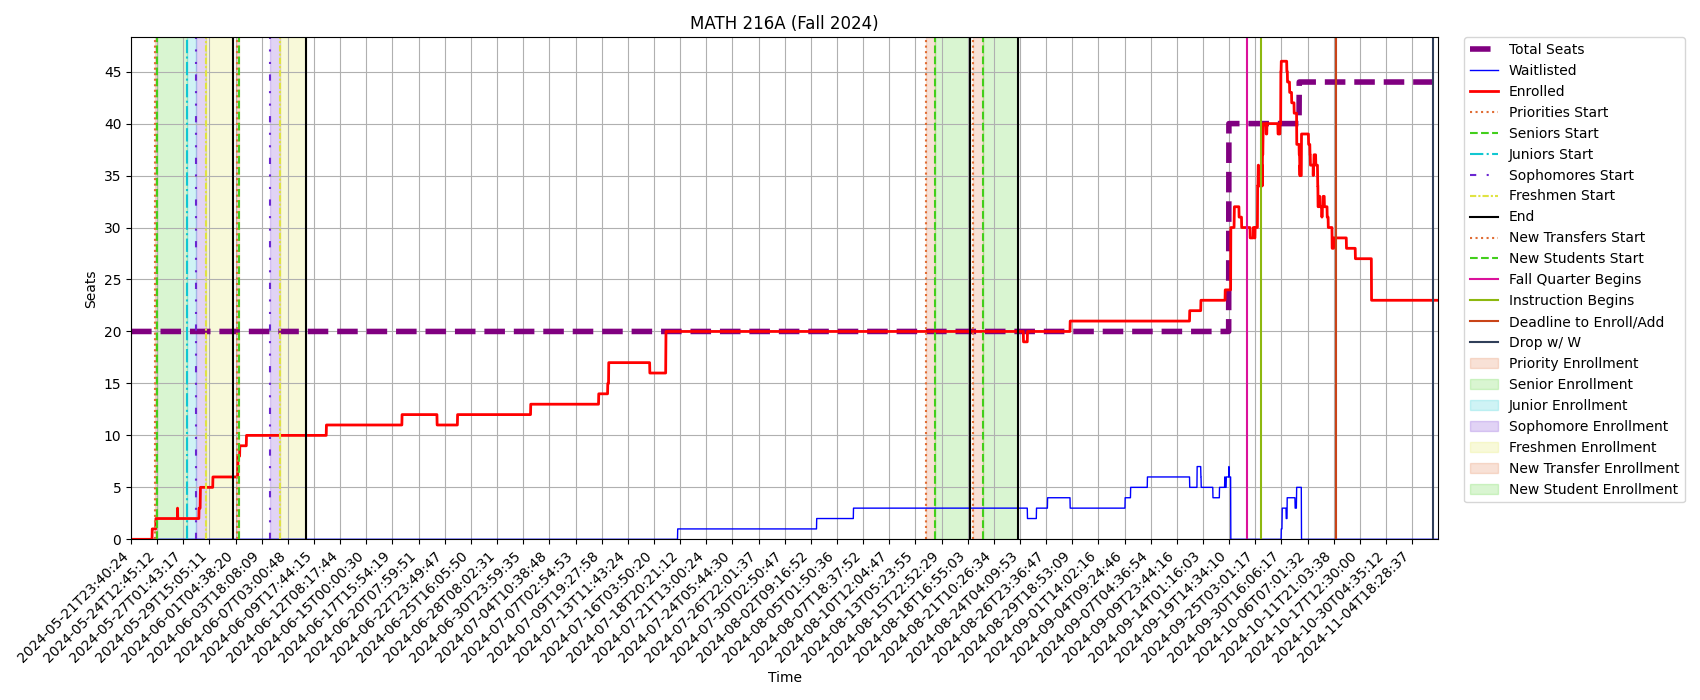 MATH 216A (Fall 2024)
Seats
45
40
35
30
25
20
15
10
5
0
2024-05-21T23:40:24
2024-05-24T12:45:12
2024-05-27T01:43:17
2024-05-29T15:05:11
2024-06-01T04:38:20
2024-06-03T18:08:09
2024-06-07T03:00:48
2024-06-09T17:44:15
2024-06-12T08:17:44
2024-06-15T00:00:30
2024-06-17T15:54:19
2024-06-20T07:59:51
2024-06-22T23:49:47
2024-06-25T16:05:50
2024-06-28T08:02:31
2024-06-30T23:59:35
2024-07-04T10:38:48
2024-07-07T02:54:53
2024-07-09T19:27:58
2024-07-13T11:43:24
2024-07-16T03:50:20
2024-07-18T20:21:12
2024-07-21T13:00:24
2024-07-24T05:44:30
2024-07-26T22:01:37
2024-07-30T02:50:47
2024-08-02T09:16:52
2024-08-05T01:50:36
2024-08-07T18:37:52
2024-08-10T12:04:47
2024-08-13T05:23:55
2024-08-15T22:52:29
2024-08-18T16:55:03
2024-08-21T10:26:34
2024-08-24T04:09:53
2024-08-26T23:36:47
2024-08-29T18:53:09
2024-09-01T14:02:16
2024-09-04T09:24:46
2024-09-07T04:36:54
2024-09-09T23:44:16
2024-09-14T01:16:03
2024-09-19T14:34:10
2024-09-25T03:01:17
2024-09-30T16:06:17
2024-10-06T07:01:32
2024-10-11T21:03:38
2024-10-17T12:30:00
2024-10-30T04:35:12
2024-11-04T18:28:37
Time
Total Seats
Waitlisted
Enrolled
Priorities Start
Seniors Start
Juniors Start
Sophomores Start
Freshmen Start
End
New Transfers Start
New Students Start
Fall Quarter Begins
Instruction Begins
Deadline to Enroll/Add
Drop w/ W
Priority Enrollment
Senior Enrollment
Junior Enrollment
Sophomore Enrollment
Freshmen Enrollment
New Transfer Enrollment
New Student Enrollment